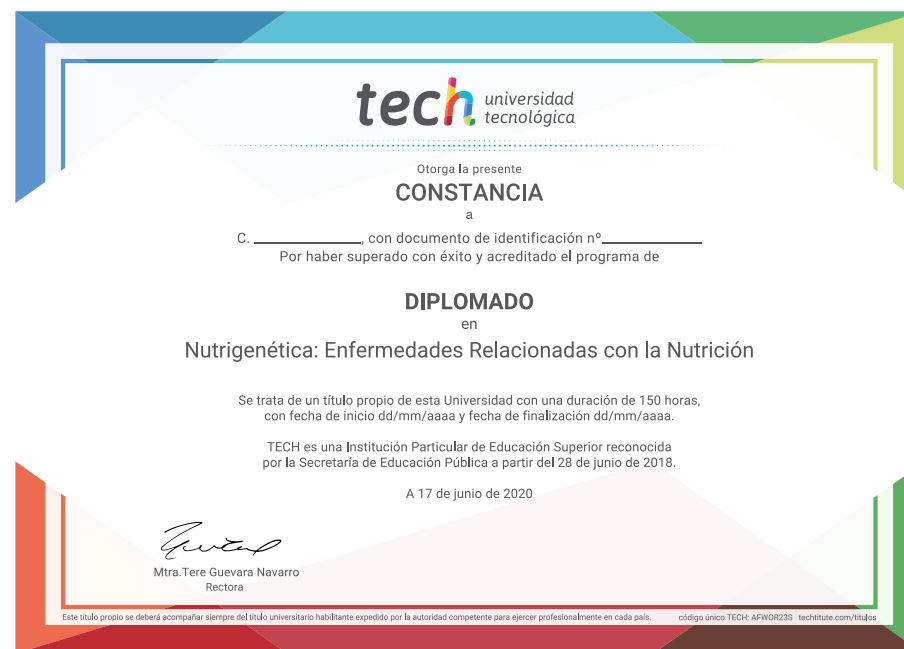 tech universidad
tecnológica
Otorga la presente
CONSTANCIA
a
C. ____________, con documento de identificación nº____________
Por haber superado con éxito y acreditado el programa de
DIPLOMADO
en
Nutrigenética: Enfermedades Relacionadas con la Nutrición
Se trata de un título propio de esta Universidad con una duración de 150 horas,
con fecha de inicio dd/mm/aaaa y fecha de finalización dd/mm/aaaa.
TECH es una Institución Particular de Educación Superior reconocida
por la Secretaría de Educación Pública a partir del 28 de junio de 2018.
A 17 de junio de 2020
Mtra.Tere Guevara Navarro
Rectora
Este título propio se deberá acompañar siempre del título universitario habilitante expedido por la autoridad competente para ejercer profesionalmente en cada país. código único TECH: AFWOR23S techtitute.com/titulos